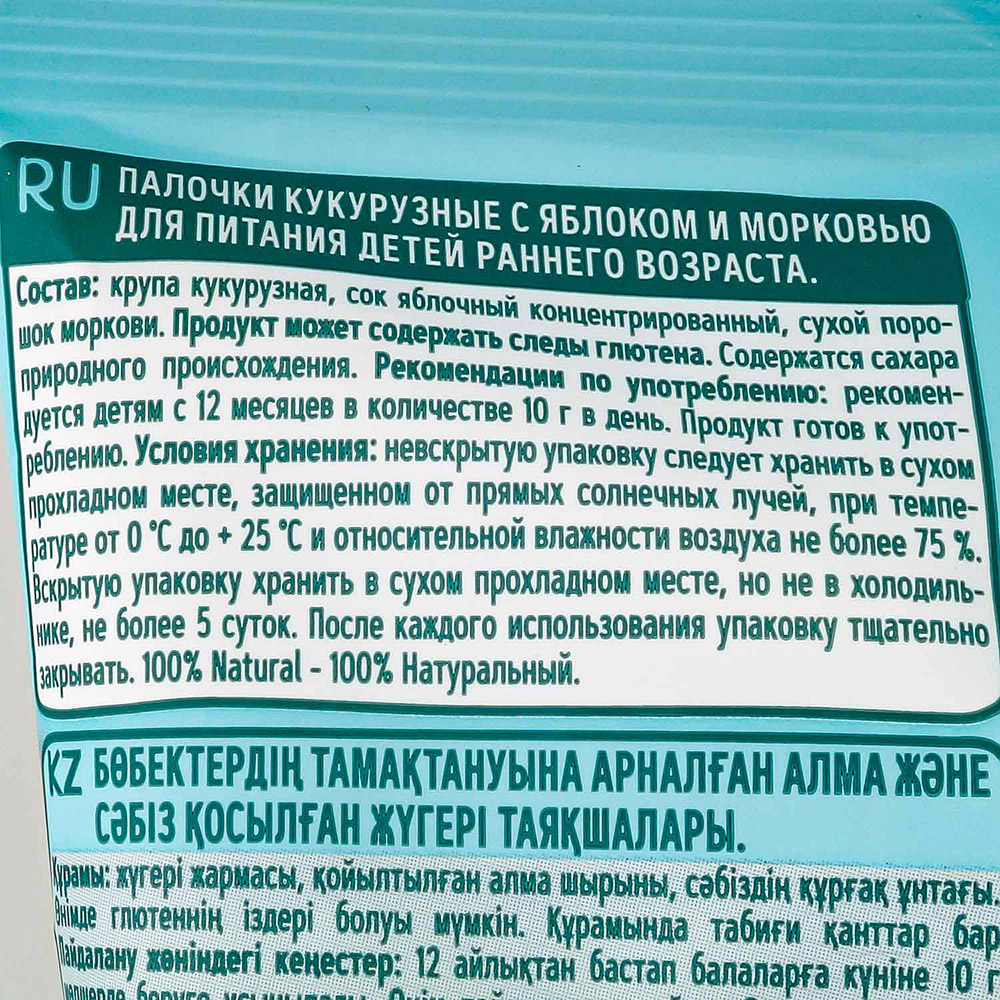 RU ПАЛОЧКИ КУКУРУЗНЫЕ С ЯБЛОКОМ И МОРКОВЬЮ
ДЛЯ ПИТАНИЯ ДЕТЕЙ РАННЕГО ВОЗРАСТА.
Состав: крупа кукурузная, сок яблочный концентрированный, сухой поро-
шок моркови. Продукт может содержать следы глютена. Содержатся сахара
природного происхождения. Рекомендации по употреблению: рекомен-
дуется детям с 12 месяцев в количестве 10 г в день. Продукт готов к упот-
реблению. Условия хранения: невскрытую упаковку следует хранить в сухом
прохладном месте, защищенном от прямых солнечных лучей, при темпе-
ратуре от 0 °C до + 25 °C и относительной влажности воздуха не более 75 %.
Вскрытую упаковку хранить в сухом прохладном месте, но не в холодиль-
нике, не более 5 суток. После каждого использования упаковку тщательно
закрывать. 100% Natural – 100% Натуральный.
KZ БӨБЕКТЕРДІҢ ТАМАҚТАНУЫНА АРНАЛҒАН АЛМА ЖӘНЕ
СӘБІЗ ҚОСЫЛҒАН ЖҮГЕРІ ТАЯҚШАЛАРЫ.
Құрамы: жүгері жармасы, қойылтылған алма шырыны, сәбіздің құрғақ ұнтағы.
Өнімде глютеннің іздері болуы мүмкін. Құрамында табиғи қанттар бар
Пайдалану жөніндегі кеңестер: 12 айлықтан бастап балаларға күніне 10 г